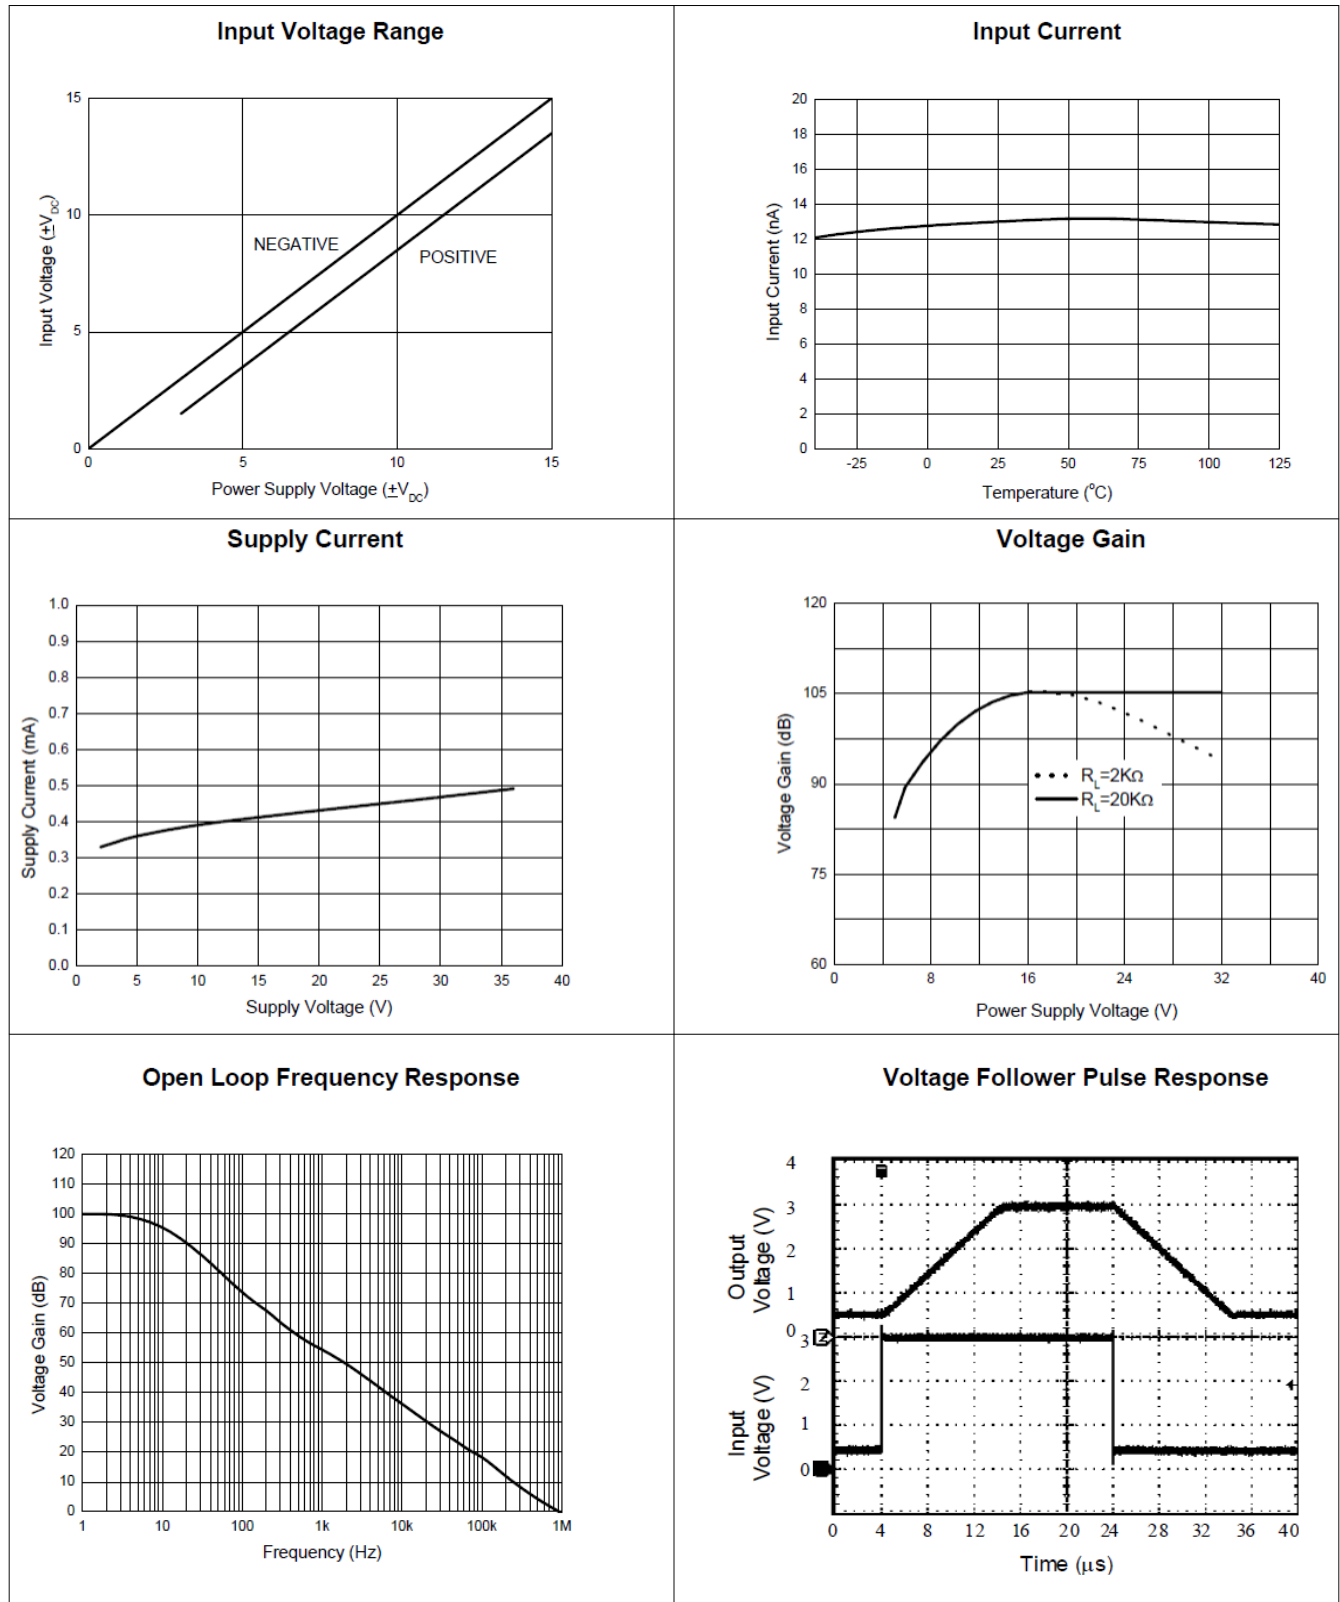 Input Voltage Range
15
10
5
0
0 5 10 15
Input Voltage (±V_DC)
NEGATIVE
POSITIVE
Power Supply Voltage (±V_DC)
Input Current
20
18
16
14
12
10
8
6
4
2
0
-25 0 25 50 75 100 125
Input Current (nA)
Temperature (°C)
Supply Current
1.0
0.9
0.8
0.7
0.6
0.5
0.4
0.3
0.2
0.1
0.0
0 5 10 15 20 25 30 35 40
Supply Current (mA)
Supply Voltage (V)
Voltage Gain
120
105
90
75
60
0 8 16 24 32 40
Voltage Gain (dB)
R_L=2KΩ
R_L=20KΩ
Power Supply Voltage (V)
Open Loop Frequency Response
120
110
100
90
80
70
60
50
40
30
20
10
0
1 10 100 1k 10k 100k 1M
Voltage Gain (dB)
Frequency (Hz)
Voltage Follower Pulse Response
4
3
2
1
0
Output
Voltage (V)
3
2
1
0
Input
Voltage (V)
2
0 4 8 12 16 20 24 28 32 36 40
Time (µs)